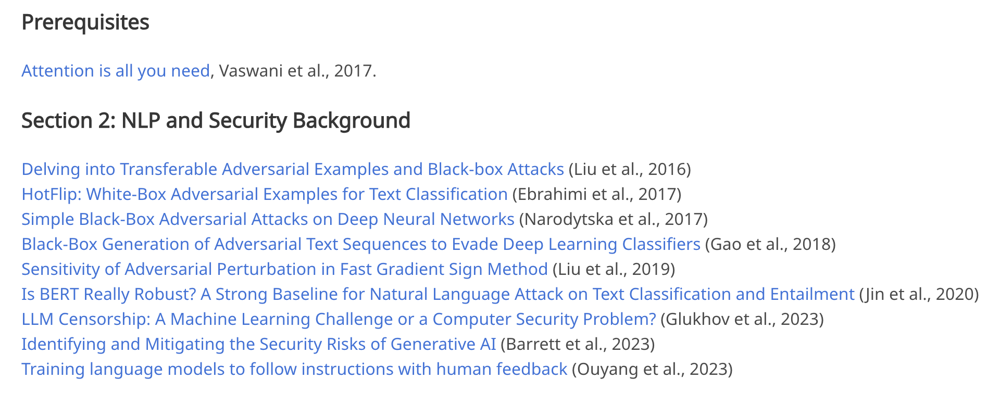 Prerequisites
Attention is all you need, Vaswani et al., 2017.
Section 2: NLP and Security Background
Delving into Transferable Adversarial Examples and Black-box Attacks (Liu et al., 2016)
HotFlip: White-Box Adversarial Examples for Text Classification (Ebrahimi et al., 2017)
Simple Black-Box Adversarial Attacks on Deep Neural Networks (Narodytska et al., 2017)
Black-Box Generation of Adversarial Text Sequences to Evade Deep Learning Classifiers (Gao et al., 2018)
Sensitivity of Adversarial Perturbation in Fast Gradient Sign Method (Liu et al., 2019)
Is BERT Really Robust? A Strong Baseline for Natural Language Attack on Text Classification and Entailment (Jin et al., 2020)
LLM Censorship: A Machine Learning Challenge or a Computer Security Problem? (Glukhov et al., 2023)
Identifying and Mitigating the Security Risks of Generative AI (Barrett et al., 2023)
Training language models to follow instructions with human feedback (Ouyang et al., 2023)